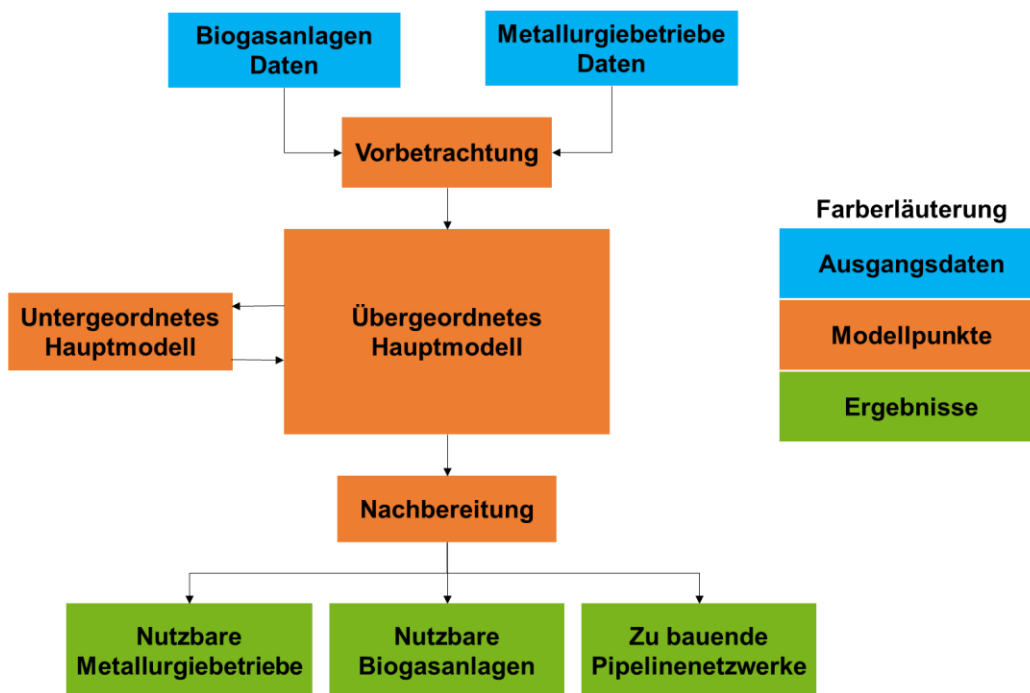 Biogasanlagen
Daten
Metallurgiebetriebe
Daten
Vorbetrachtung
Untergeordnetes
Hauptmodell
Übergeordnetes
Hauptmodell
Nachbereitung
Nutzbare
Metallurgiebetriebe
Nutzbare
Biogasanlagen
Zu bauende
Pipelinenetzwerke
Farberläuterung
Ausgangsdaten
Modellpunkte
Ergebnisse